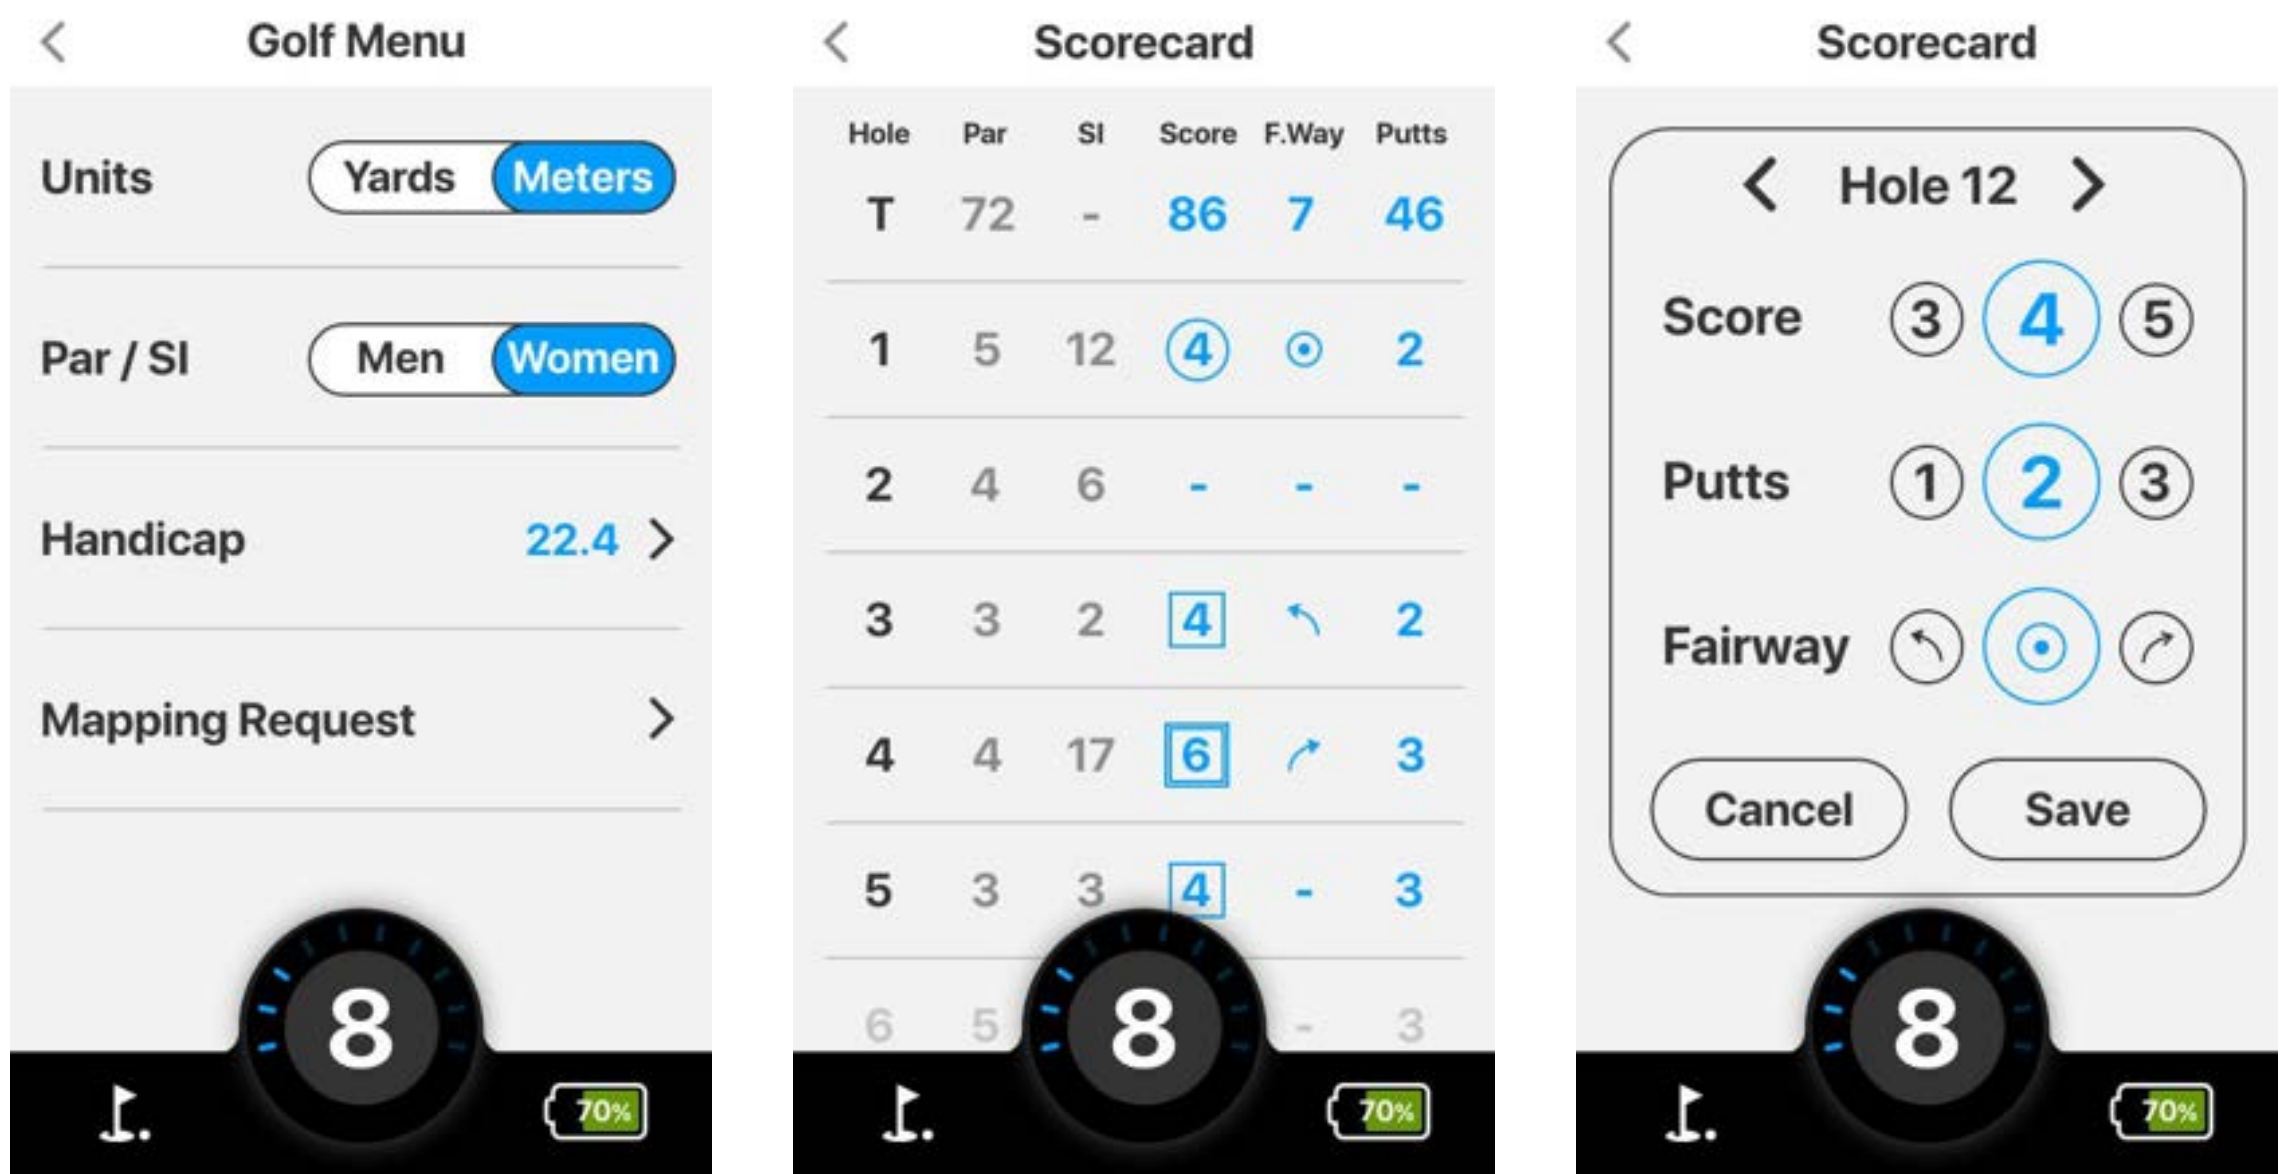 Golf Menu
Units Yards Meters
Par / SI Men Women
Handicap 22.4
Mapping Request
8
70%
Scorecard
Hole Par SI Score F.Way Putts
T 72 - 86 7 46
1 5 12 4 2
2 4 6 - - -
3 3 2 4 2
4 4 17 6 3
5 3 3 4 - 3
6 5 - 3
8
70%
Scorecard
Hole 12
Score 3 4 5
Putts 1 2 3
Fairway
Cancel Save
8
70%